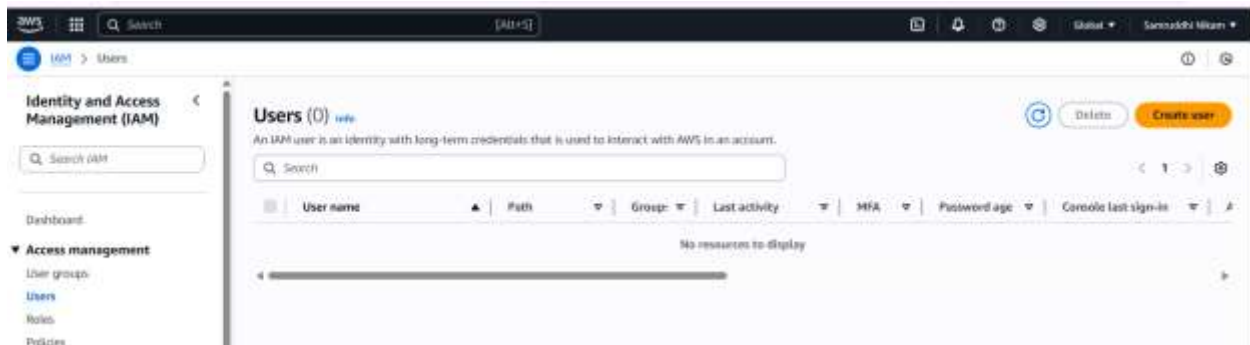 aws Search [Alt+S] Global Samruddhi Nikam
IAM > Users
Identity and Access Management (IAM)
Search IAM
Dashboard
Access management
User groups
Users
Roles
Policies
Users (0) Info
Delete Create user
An IAM user is an identity with long-term credentials that is used to interact with AWS in an account.
Search
1
User name Path Group: Last activity MFA Password age Console last sign-in A
No resources to display